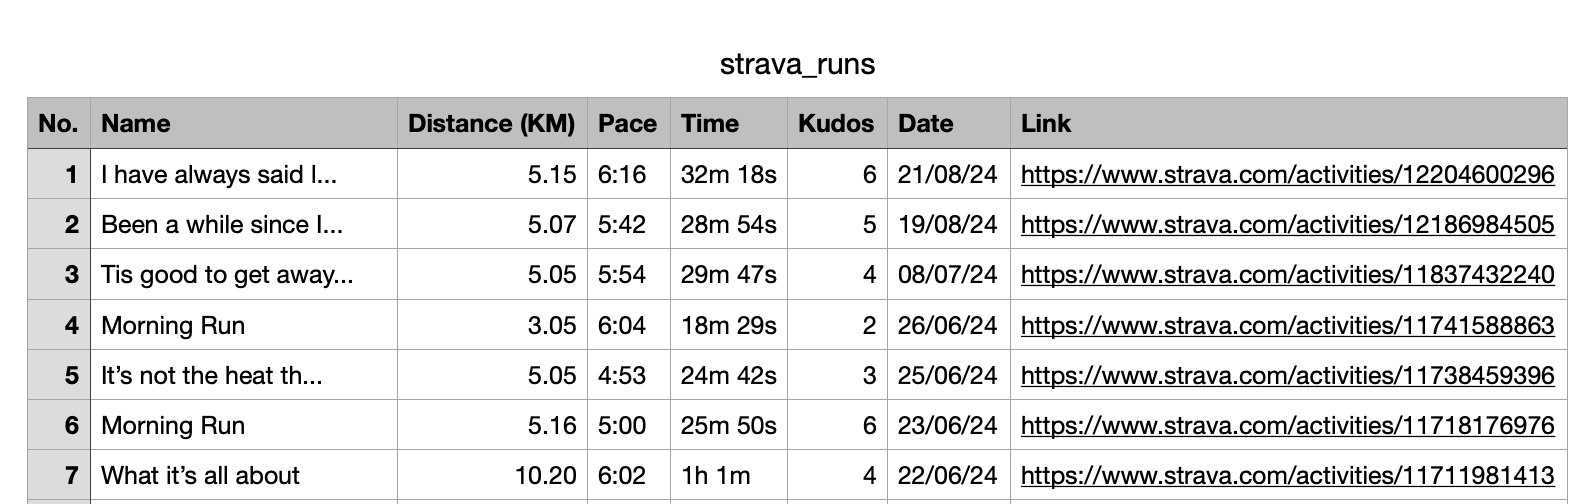 strava_runs
No. Name Distance (KM) Pace Time Kudos Date Link
1 I have always said I... 5.15 6:16 32m 18s 6 21/08/24 https://www.strava.com/activities/12204600296
2 Been a while since I... 5.07 5:42 28m 54s 5 19/08/24 https://www.strava.com/activities/12186984505
3 Tis good to get away... 5.05 5:54 29m 47s 4 08/07/24 https://www.strava.com/activities/11837432240
4 Morning Run 3.05 6:04 18m 29s 2 26/06/24 https://www.strava.com/activities/11741588863
5 It’s not the heat th... 5.05 4:53 24m 42s 3 25/06/24 https://www.strava.com/activities/11738459396
6 Morning Run 5.16 5:00 25m 50s 6 23/06/24 https://www.strava.com/activities/11718176976
7 What it’s all about 10.20 6:02 1h 1m 4 22/06/24 https://www.strava.com/activities/11711981413